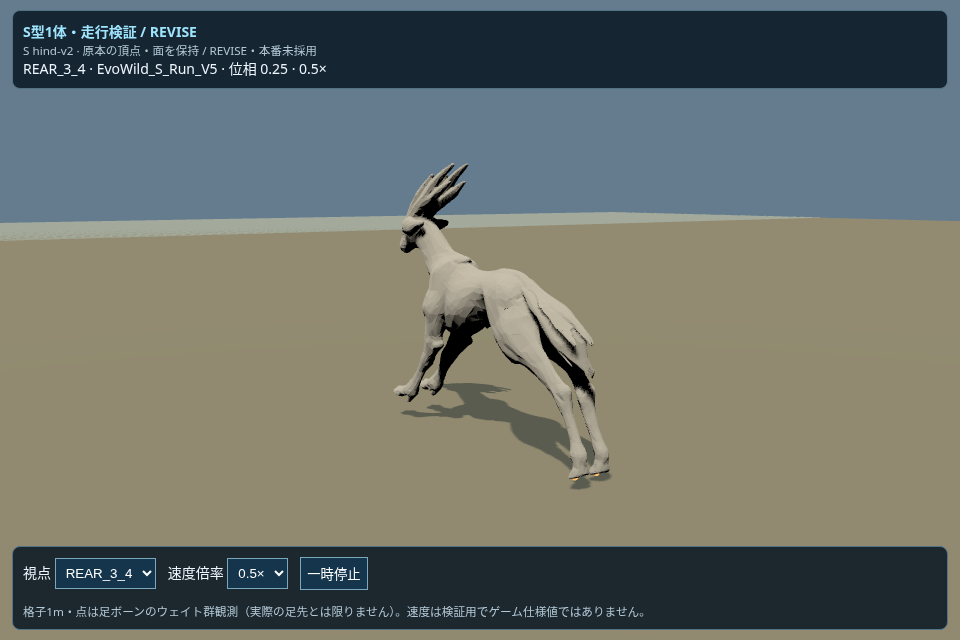 S型1体・走行検証 / REVISE
S hind-v2 · 原本の頂点・面を保持 / REVISE・本番未採用
REAR_3_4 · EvoWild_S_Run_V5 · 位相 0.25 · 0.5×
視点 REAR_3_4 速度倍率 0.5× 一時停止
格子1m・点は足ボーンのウェイト群観測（実際の足先とは限りません）。速度は検証用でゲーム仕様値ではありません。